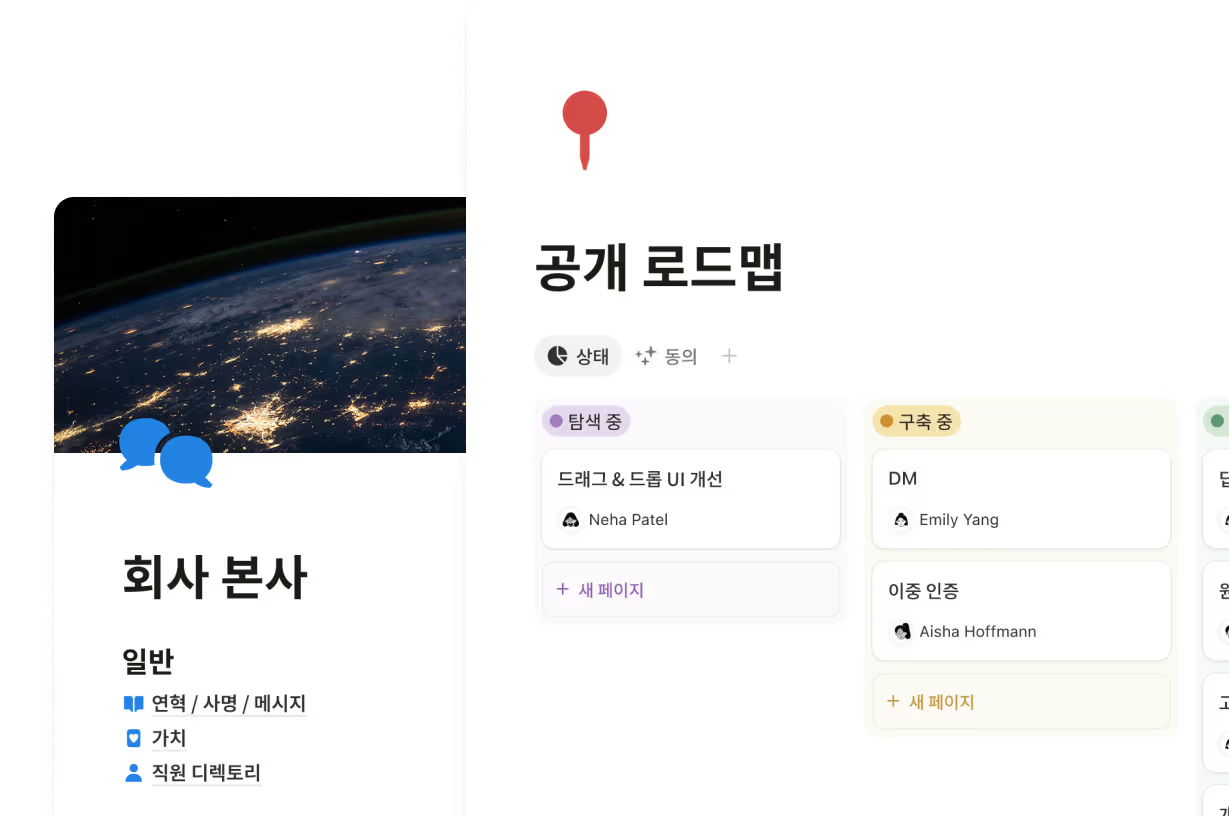 회사 본사
일반
연혁 / 사명 / 메시지
가치
직원 디렉토리
공개 로드맵
상태 동의 +
탐색 중
드래그 & 드롭 UI 개선
Neha Patel
+ 새 페이지
구축 중
DM
Emily Yang
이중 인증
Aisha Hoffmann
+ 새 페이지